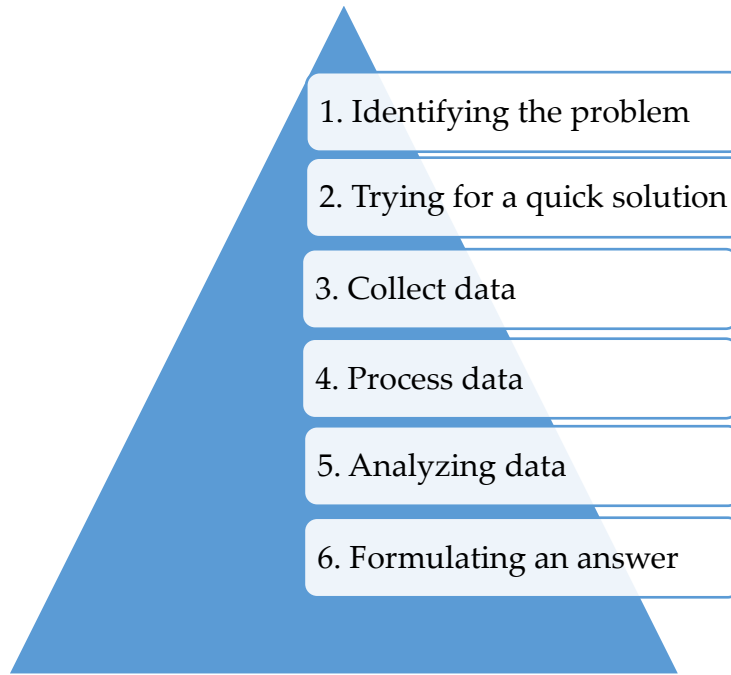 1. Identifying the problem
2. Trying for a quick solution
3. Collect data
4. Process data
5. Analyzing data
6. Formulating an answer